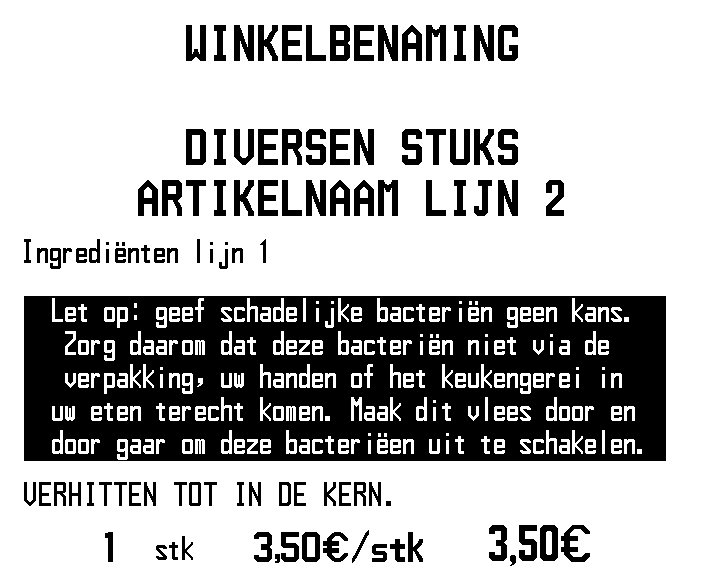 WINKELBENAMING
DIVERSEN STUKS
ARTIKELNAAM LIJN 2
Ingrediënten lijn 1
Let op: geef schadelijke bacteriën geen kans.
Zorg daarom dat deze bacteriën niet via de
verpakking, uw handen of het keukengerei in
uw eten terecht komen. Maak dit vlees door en
door gaar om deze bacteriëen uit te schakelen.
VERHITTEN TOT IN DE KERN.
1 stk 3,50€/stk 3,50€